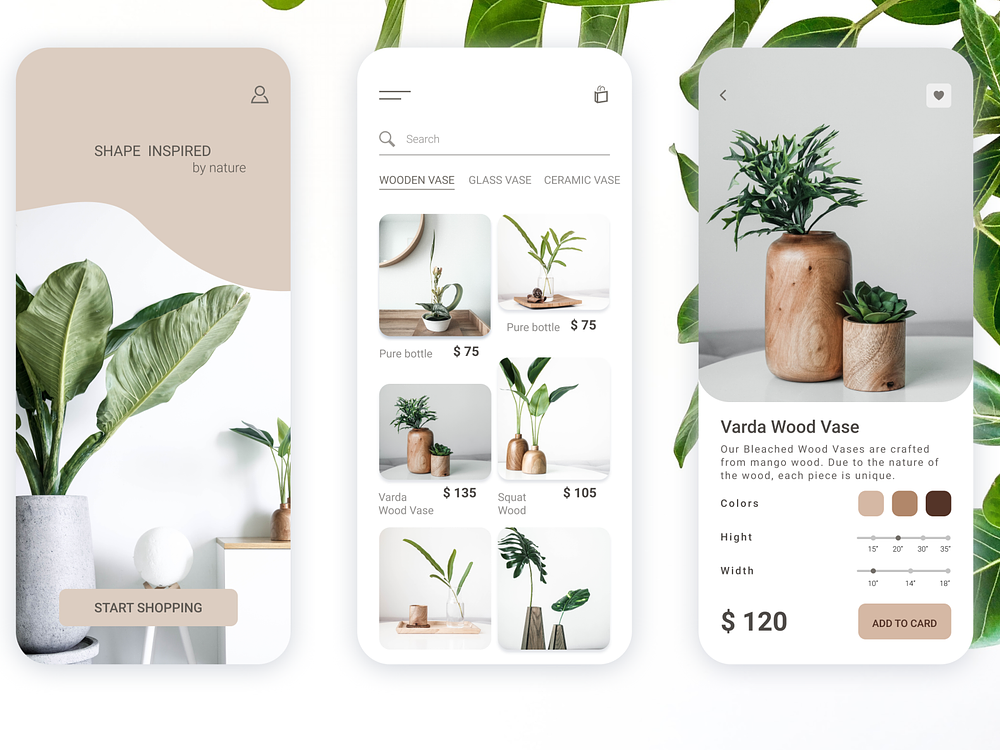 SHAPE INSPIRED
by nature
START SHOPPING
Search
WOODEN VASE GLASS VASE CERAMIC VASE
Pure bottle $ 75
Pure bottle $ 75
Varda
Wood Vase
$ 135
Squat
Wood
$ 105
Varda Wood Vase
Our Bleached Wood Vases are crafted
from mango wood. Due to the nature of
the wood, each piece is unique.
Colors
Hight
15" 20" 30" 35"
Width
10" 14" 18"
$ 120
ADD TO CARD